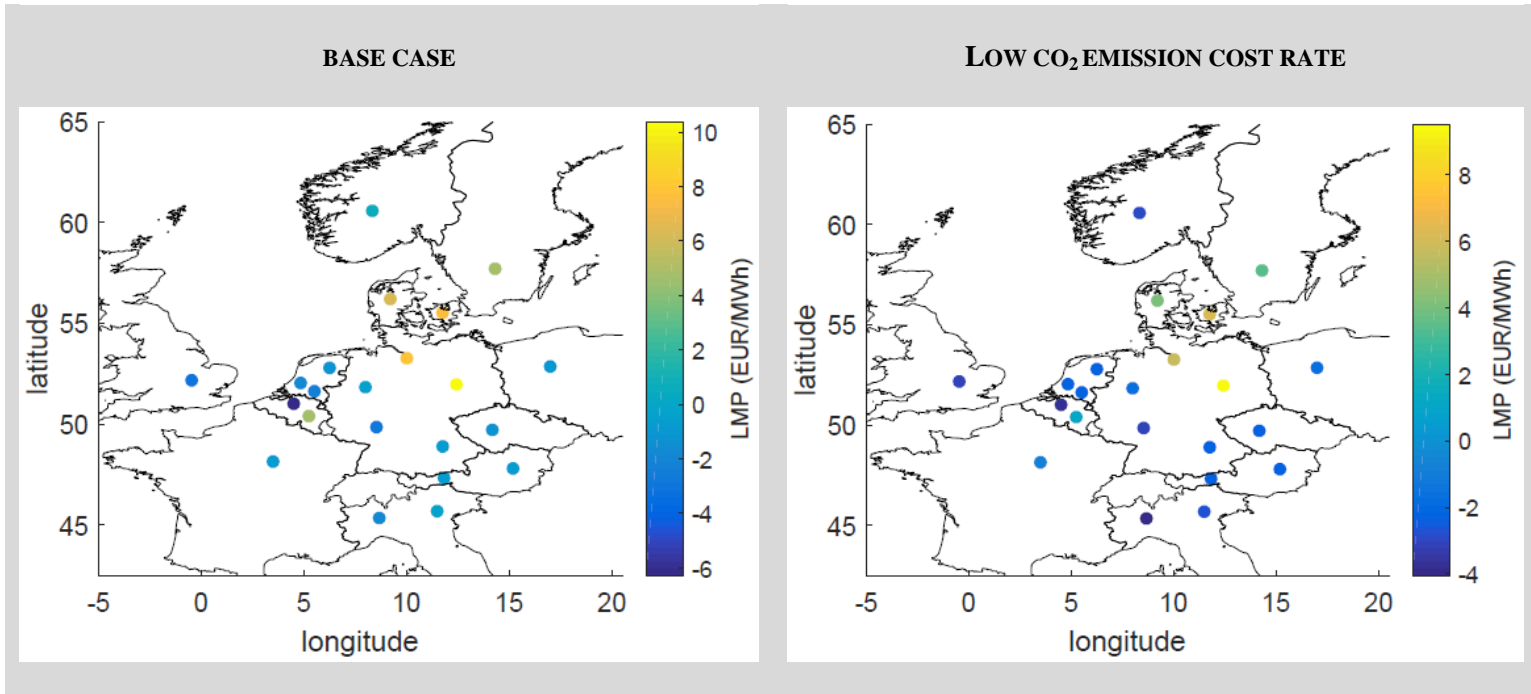 BASE CASE
65
60
55
50
45
latitude
-5 0 5 10 15 20
longitude
10
8
6
4
2
0
-2
-4
-6
LMP (EUR/MWh)
LOW CO₂ EMISSION COST RATE
65
60
55
50
45
latitude
-5 0 5 10 15 20
longitude
8
6
4
2
0
-2
-4
LMP (EUR/MWh)